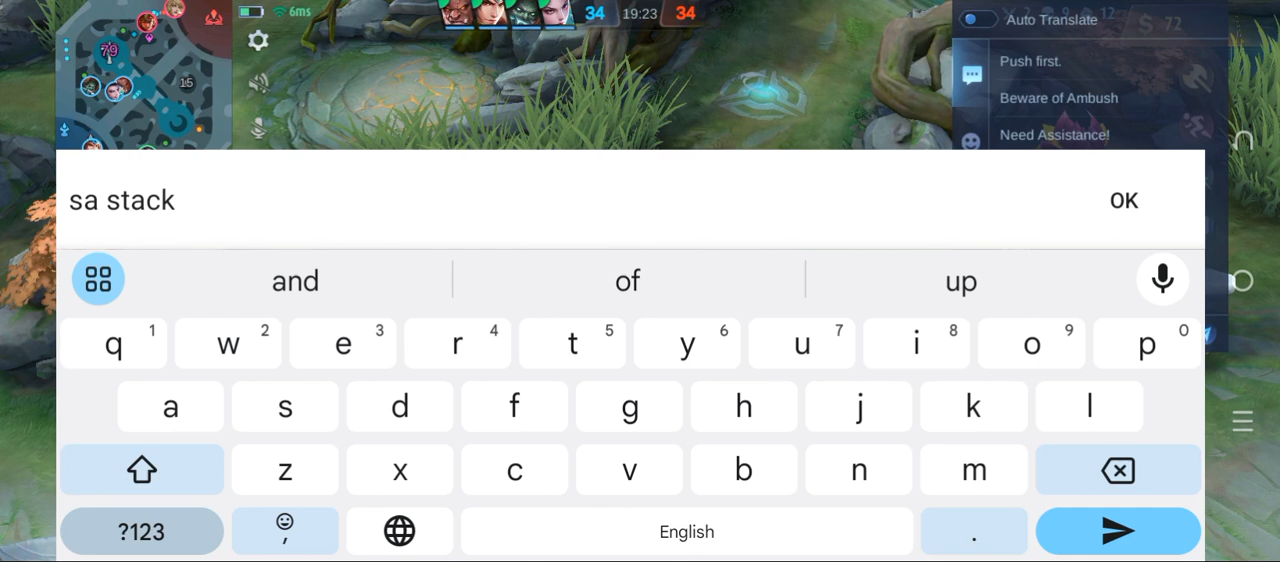 6ms
34 19:23 34
79
15
Auto Translate
Push first.
Beware of Ambush
Need Assistance!
$ 72
sa stack
OK
and of up
q 1 w 2 e 3 r 4 t 5 y 6 u 7 i 8 o 9 p 0
a s d f g h j k l
z x c v b n m
?123 , English .